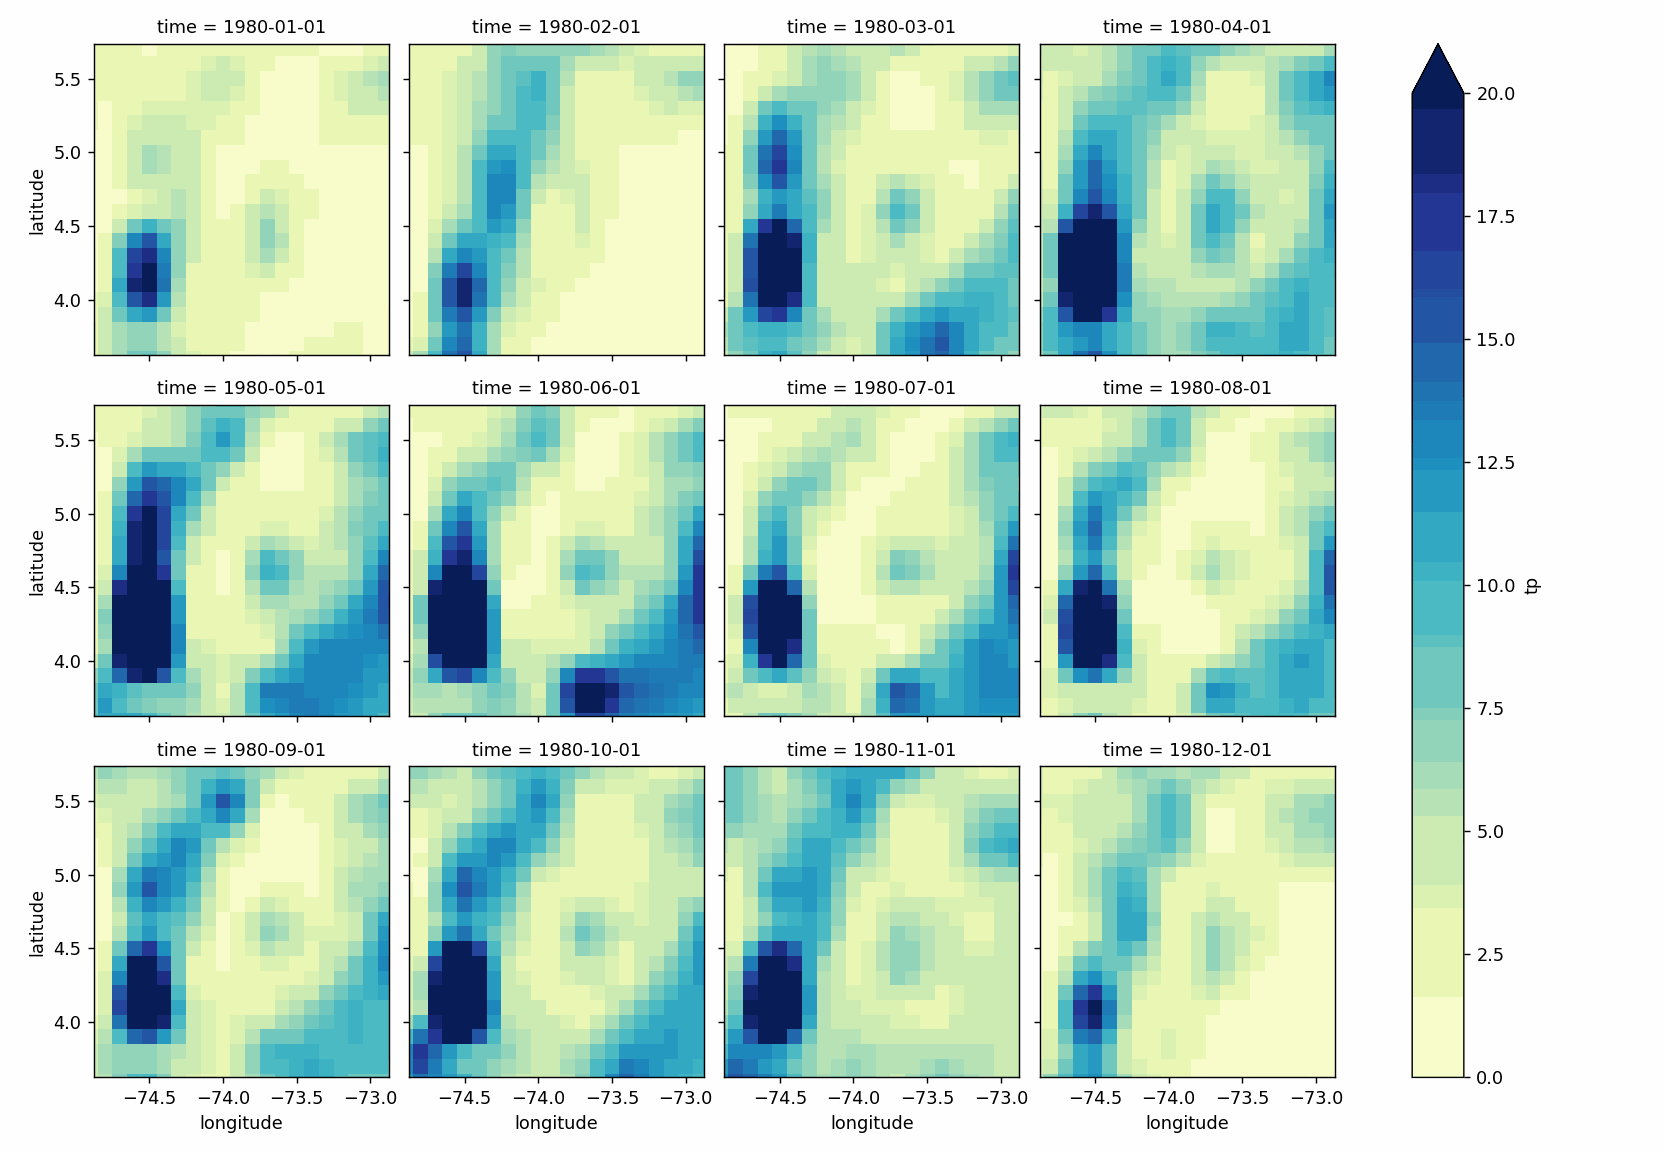 time = 1980-01-01
time = 1980-02-01
time = 1980-03-01
time = 1980-04-01
5.5
5.0
4.5
4.0
latitude
time = 1980-05-01
time = 1980-06-01
time = 1980-07-01
time = 1980-08-01
5.5
5.0
4.5
4.0
latitude
time = 1980-09-01
time = 1980-10-01
time = 1980-11-01
time = 1980-12-01
5.5
5.0
4.5
4.0
latitude
−74.5 −74.0 −73.5 −73.0
longitude
−74.5 −74.0 −73.5 −73.0
longitude
−74.5 −74.0 −73.5 −73.0
longitude
−74.5 −74.0 −73.5 −73.0
longitude
20.0
17.5
15.0
12.5
10.0
7.5
5.0
2.5
0.0
tp